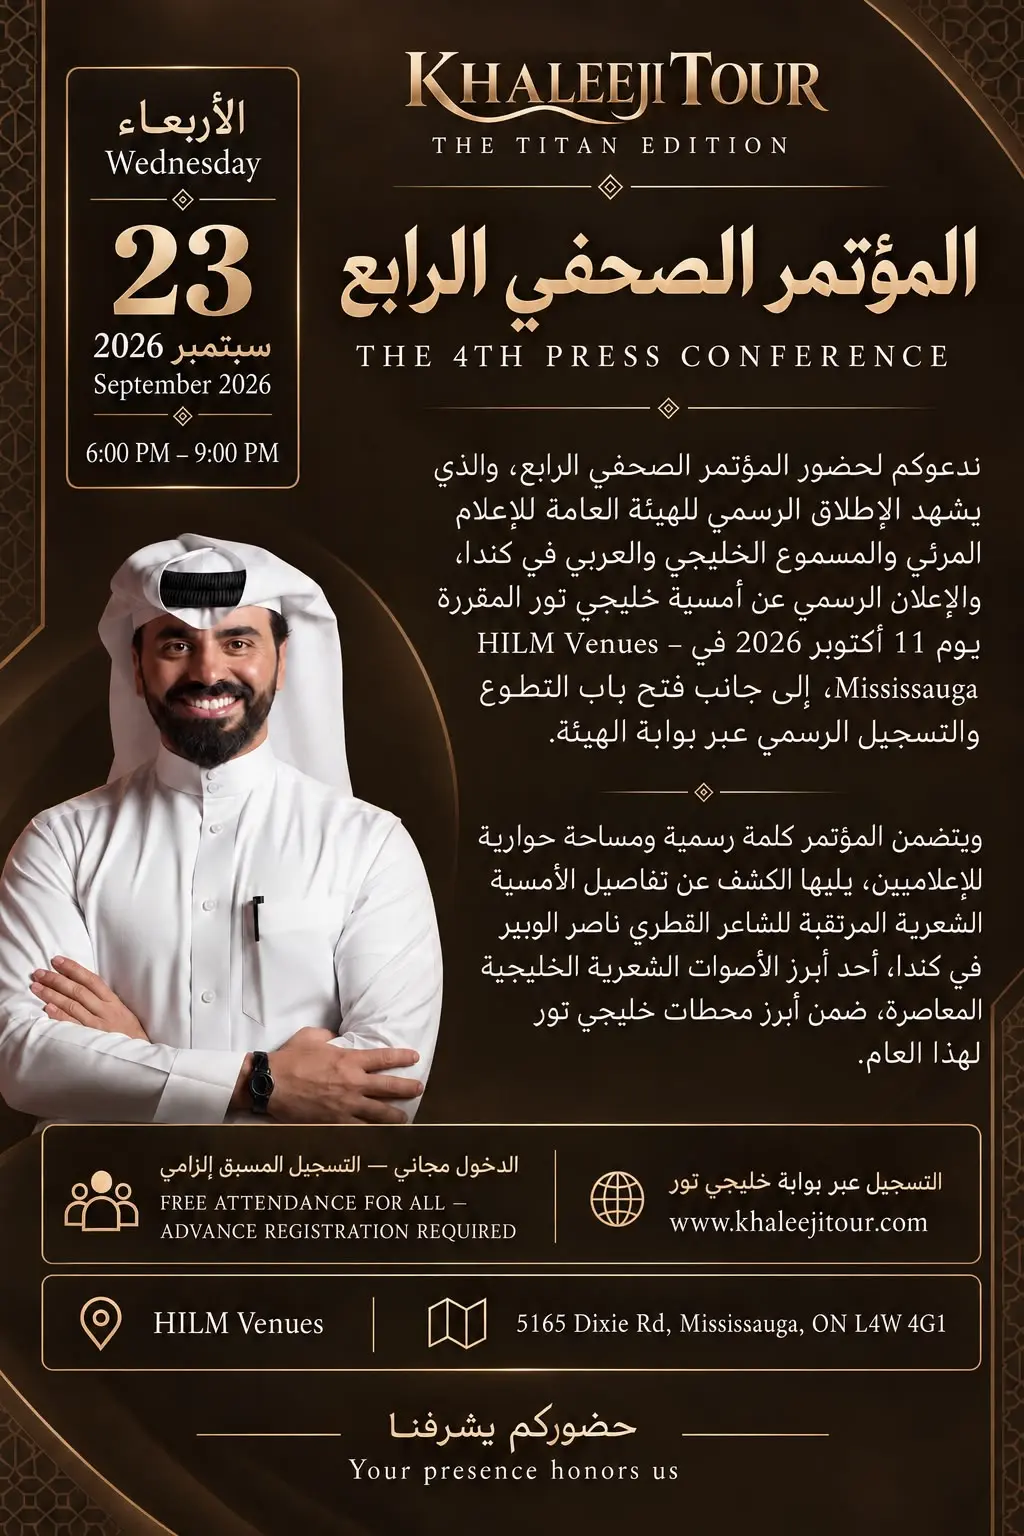 KHALEEJI TOUR
THE TITAN EDITION
الأربعاء
Wednesday
23
سبتمبر 2026
September 2026
6:00 PM – 9:00 PM
المؤتمر الصحفي الرابع
THE 4TH PRESS CONFERENCE
ندعوكم لحضور المؤتمر الصحفي الرابع، والذي
يشهد الإطلاق الرسمي للهيئة العامة للإعلام
المرئي والمسموع الخليجي والعربي في كندا،
والإعلان الرسمي عن أمسية خليجي تور المقررة
يوم 11 أكتوبر 2026 في HILM Venues –
Mississauga، إلى جانب فتح باب التطوع
والتسجيل الرسمي عبر بوابة الهيئة.
ويتضمن المؤتمر كلمة رسمية ومساحة حوارية
للإعلاميين، يليها الكشف عن تفاصيل الأمسية
الشعرية المرتقبة للشاعر القطري ناصر الوبير
في كندا، أحد أبرز الأصوات الشعرية الخليجية
المعاصرة، ضمن أبرز محطات خليجي تور
لهذا العام.
الدخول مجاني — التسجيل المسبق إلزامي
FREE ATTENDANCE FOR ALL –
ADVANCE REGISTRATION REQUIRED
التسجيل عبر بوابة خليجي تور
www.khaleejitour.com
HILM Venues
5165 Dixie Rd, Mississauga, ON L4W 4G1
حضوركم يشرفنا
Your presence honors us